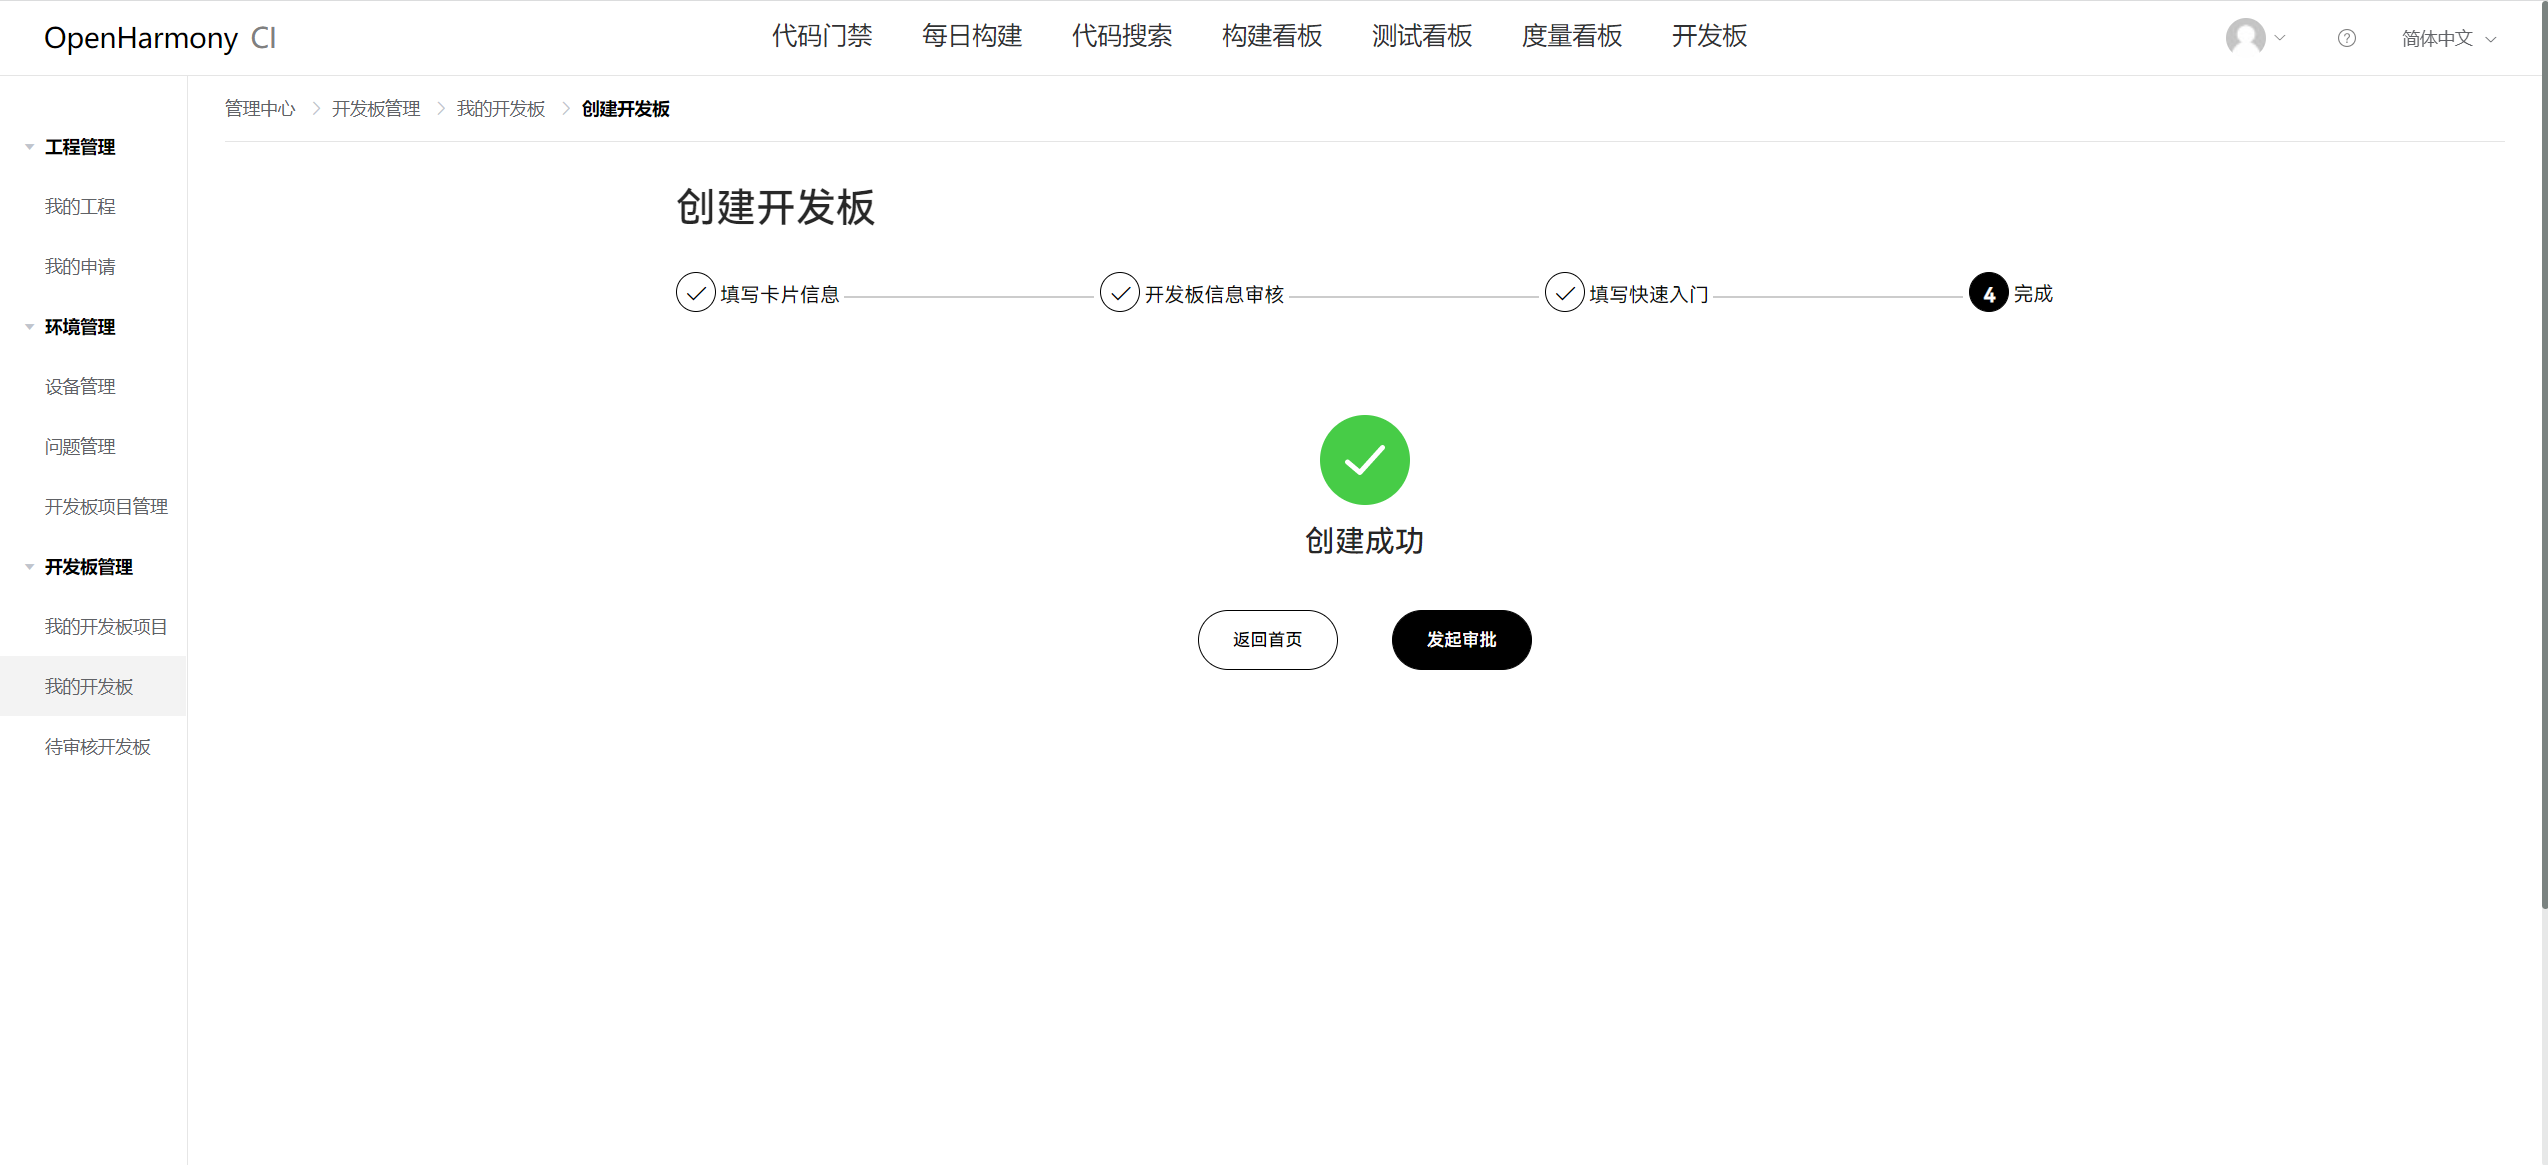 OpenHarmony CI
代码门禁 每日构建 代码搜索 构建看板 测试看板 度量看板 开发板
简体中文
管理中心 开发板管理 我的开发板 创建开发板
工程管理
我的工程
我的申请
环境管理
设备管理
问题管理
开发板项目管理
开发板管理
我的开发板项目
我的开发板
待审核开发板
创建开发板
填写卡片信息 开发板信息审核 填写快速入门 4 完成
创建成功
返回首页 发起审批